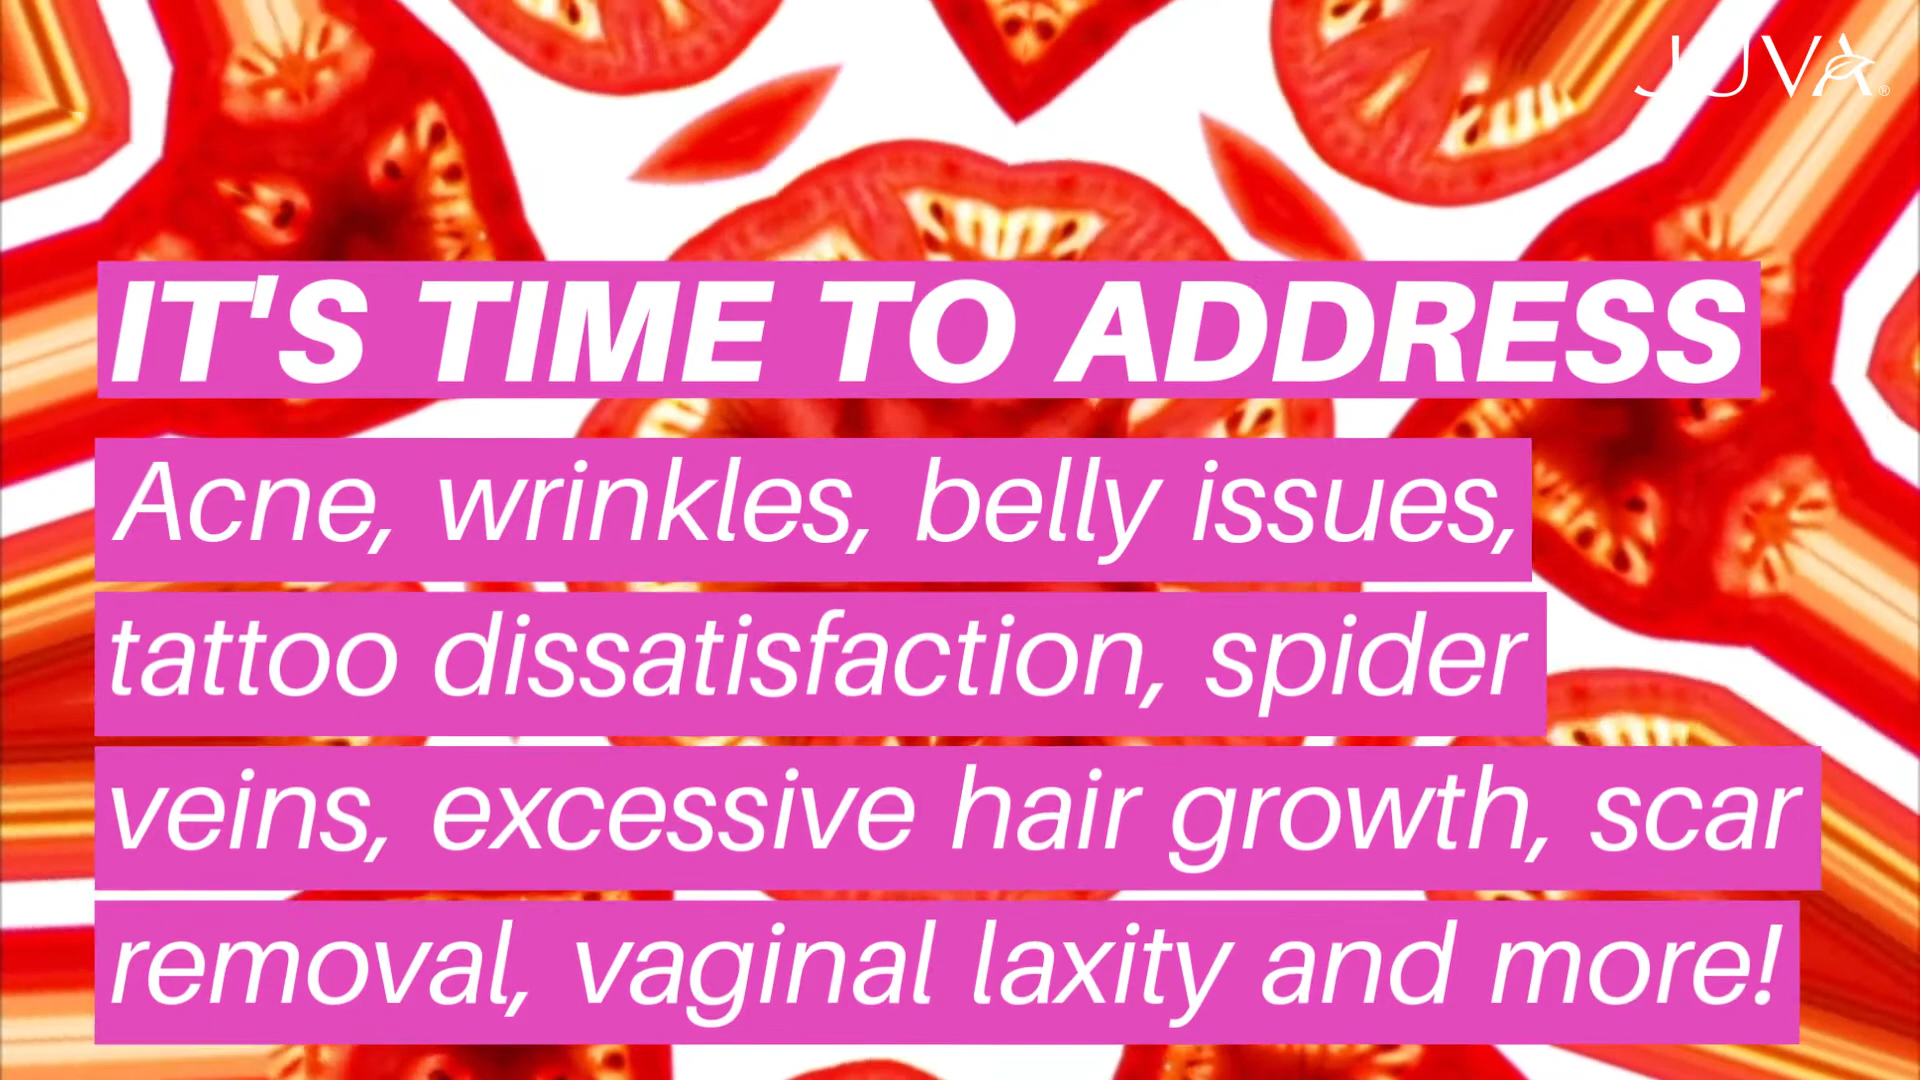 JUVA®
IT'S TIME TO ADDRESS
Acne, wrinkles, belly issues,
tattoo dissatisfaction, spider
veins, excessive hair growth, scar
removal, vaginal laxity and more!